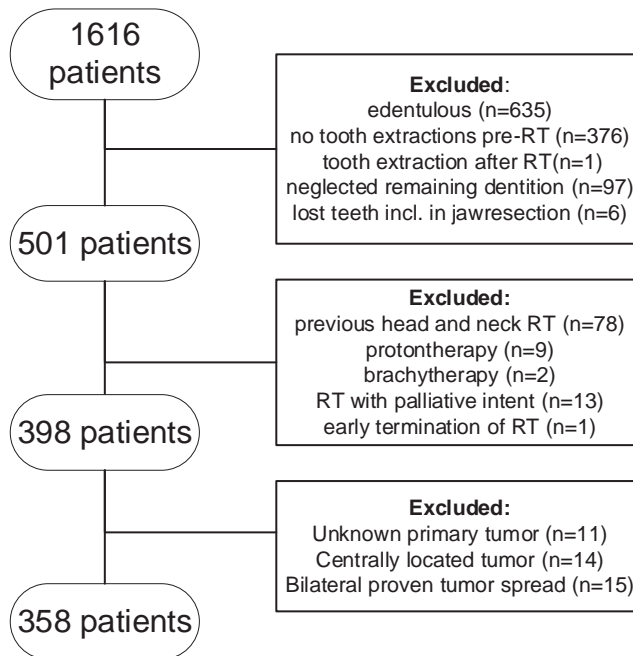 1616
patients
Excluded:
edentulous (n=635)
no tooth extractions pre-RT (n=376)
tooth extraction after RT(n=1)
neglected remaining dentition (n=97)
lost teeth incl. in jawresection (n=6)
501 patients
Excluded:
previous head and neck RT (n=78)
protontherapy (n=9)
brachytherapy (n=2)
RT with palliative intent (n=13)
early termination of RT (n=1)
398 patients
Excluded:
Unknown primary tumor (n=11)
Centrally located tumor (n=14)
Bilateral proven tumor spread (n=15)
358 patients